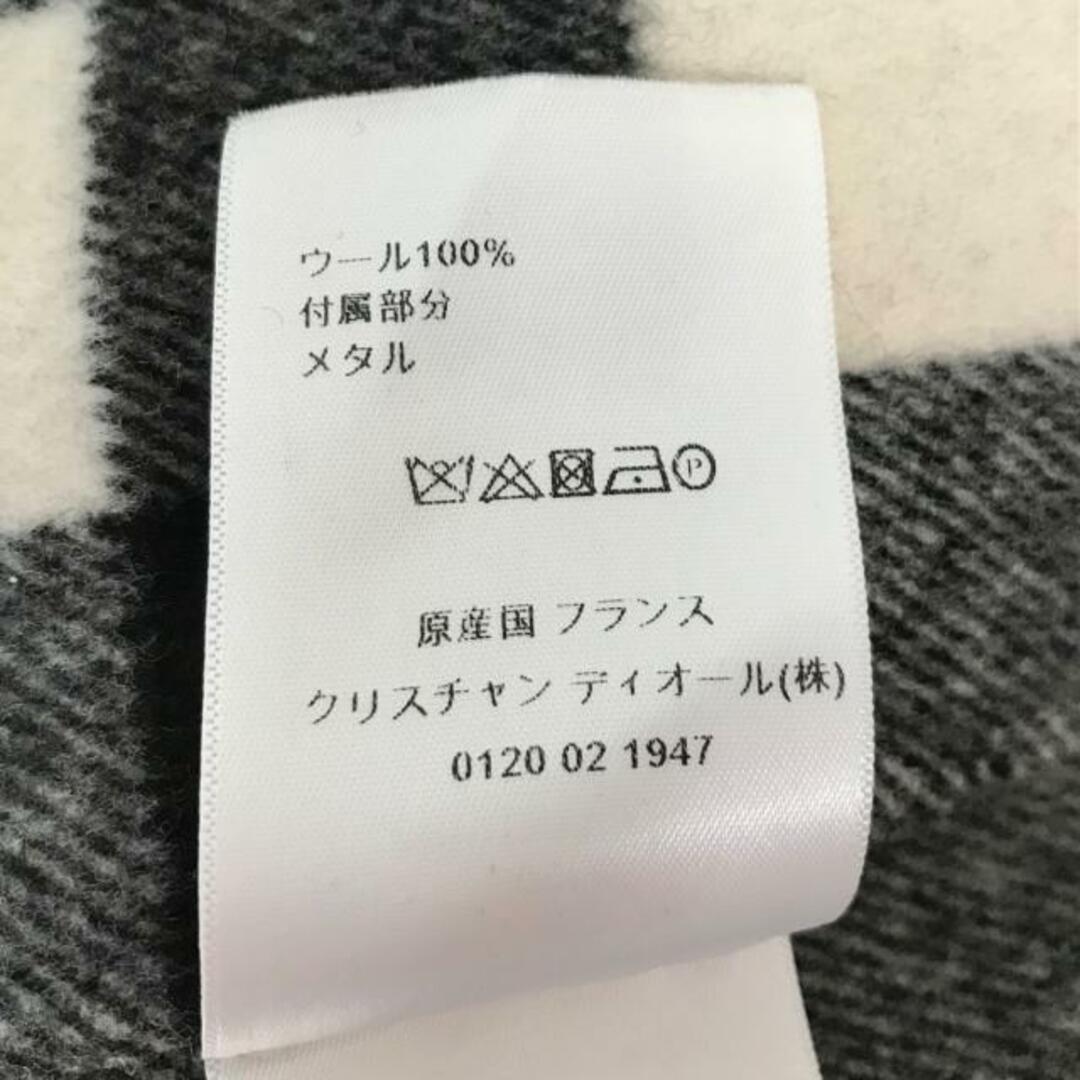 ウール100%
付属部分
メタル
P
原産国 フランス
クリスチャン ディオール(株)
0120 02 1947